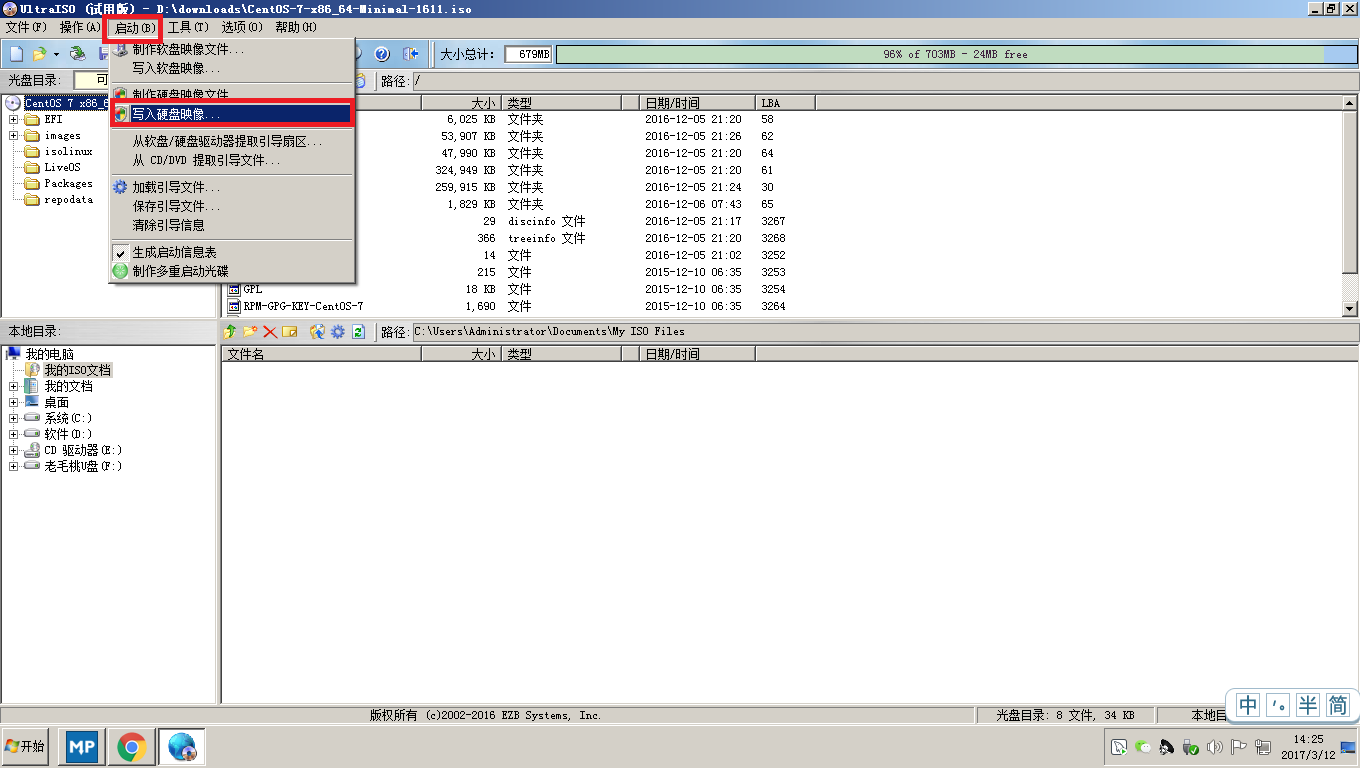 UltraISO (试用版) - D:\downloads\CentOS-7-x86_64-Minimal-1611.iso
文件(F) 操作(A) 启动(B) 工具(T) 选项(O) 帮助(H)
大小总计: 679MB 96% of 703MB - 24MB free
光盘目录: 可
路径: /
制作软盘映像文件...
写入软盘映像...
制作硬盘映像文件
写入硬盘映像...
从软盘/硬盘驱动器提取引导扇区...
从 CD/DVD 提取引导文件...
加载引导文件...
保存引导文件...
清除引导信息
生成启动信息表
制作多重启动光碟
CentOS 7 x86_6
EFI
images
isolinux
LiveOS
Packages
repodata
大小 类型 日期/时间 LBA
6,025 KB 文件夹 2016-12-05 21:20 58
53,907 KB 文件夹 2016-12-05 21:26 62
47,990 KB 文件夹 2016-12-05 21:20 64
324,949 KB 文件夹 2016-12-05 21:20 61
259,915 KB 文件夹 2016-12-05 21:24 30
1,829 KB 文件夹 2016-12-06 07:43 65
29 discinfo 文件 2016-12-05 21:17 3267
366 treeinfo 文件 2016-12-05 21:20 3268
14 文件 2016-12-05 21:02 3252
215 文件 2015-12-10 06:35 3253
GPL 18 KB 文件 2015-12-10 06:35 3254
RPM-GPG-KEY-CentOS-7 1,690 文件 2015-12-10 06:35 3264
本地目录:
路径: C:\Users\Administrator\Documents\My ISO Files
我的电脑
我的ISO文档
我的文档
桌面
系统(C:)
软件(D:)
CD 驱动器(E:)
老毛桃U盘(F:)
文件名 大小 类型 日期/时间
版权所有 (c)2002-2016 EZB Systems, Inc.
光盘目录: 8 文件, 34 KB
本地目
中 半 简
开始
MP
14:25
2017/3/12